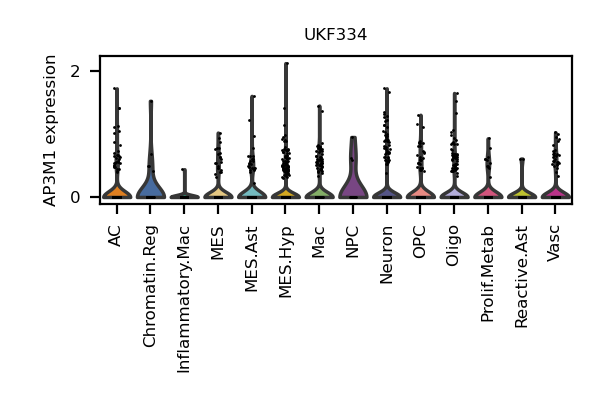 UKF334
AP3M1 expression
2
0
AC
Chromatin.Reg
Inflammatory.Mac
MES
MES.Ast
MES.Hyp
Mac
NPC
Neuron
OPC
Oligo
Prolif.Metab
Reactive.Ast
Vasc